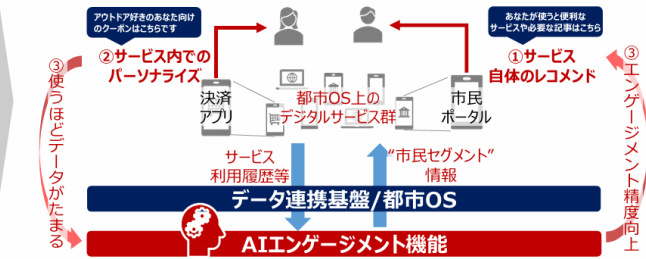 アウトドア好きのあなた向け
のクーポンはこちらです
あなたが使うと便利な
サービスや必要な記事はこちら
②サービス内での
パーソナライズ
①サービス
自体のレコメンド
③使うほどデータがたまる
③エンゲージメント精度向上
決済
アプリ
都市OS上の
デジタルサービス群
市民
ポータル
サービス
利用履歴等
“市民セグメント”
情報
データ連携基盤/都市OS
AIエンゲージメント機能